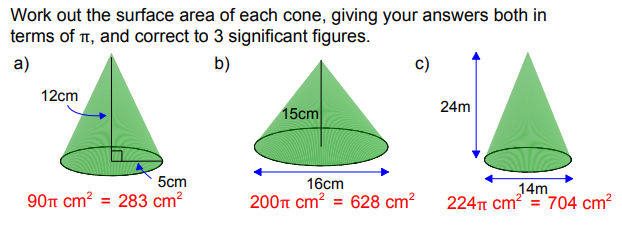 Work out the surface area of each cone, giving your answers both in
terms of π, and correct to 3 significant figures.
a)
b)
c)
12cm
15cm
24m
5cm
16cm
14m
90π cm² = 283 cm²
200π cm² = 628 cm²
224π cm² = 704 cm²